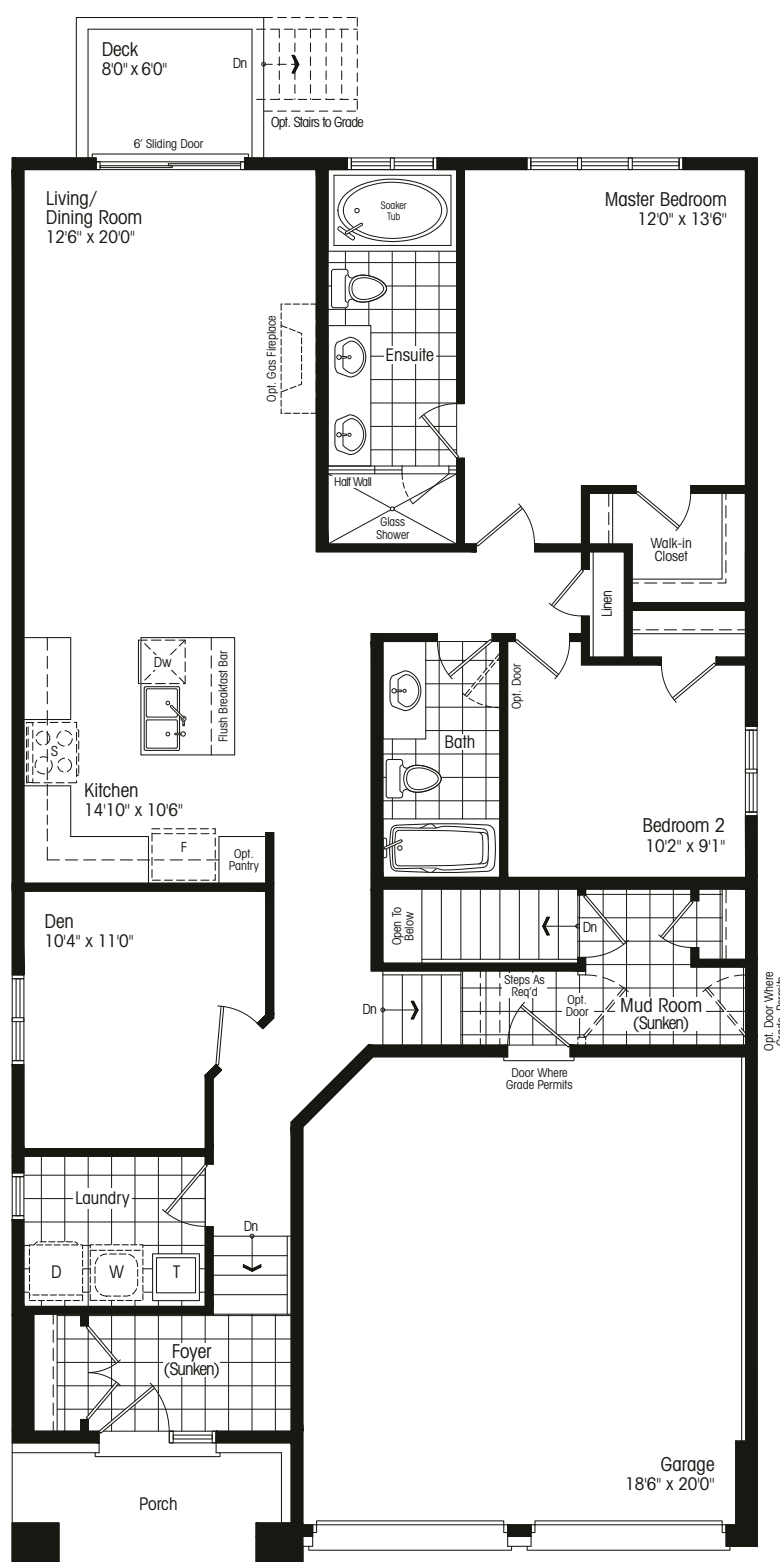 Deck
8'0" x 6'0"
Dn
Opt. Stairs to Grade
6' Sliding Door
Living/
Dining Room
12'6" x 20'0"
Soaker
Tub
Master Bedroom
12'0" x 13'6"
Opt. Gas Fireplace
Ensuite
Half Wall
Glass
Shower
Walk-in
Closet
Linen
Dw
Flush Breakfast Bar
Opt. Door
S
Bath
Kitchen
14'10" x 10'6"
Bedroom 2
10'2" x 9'1"
F
Opt.
Pantry
Den
10'4" x 11'0"
Open To
Below
Dn
Steps As
Req'd
Dn
Opt.
Door
Mud Room
(Sunken)
Opt. Door Where
Grade Permits
Door Where
Grade Permits
Laundry
Dn
D
W
T
Foyer
(Sunken)
Garage
18'6" x 20'0"
Porch